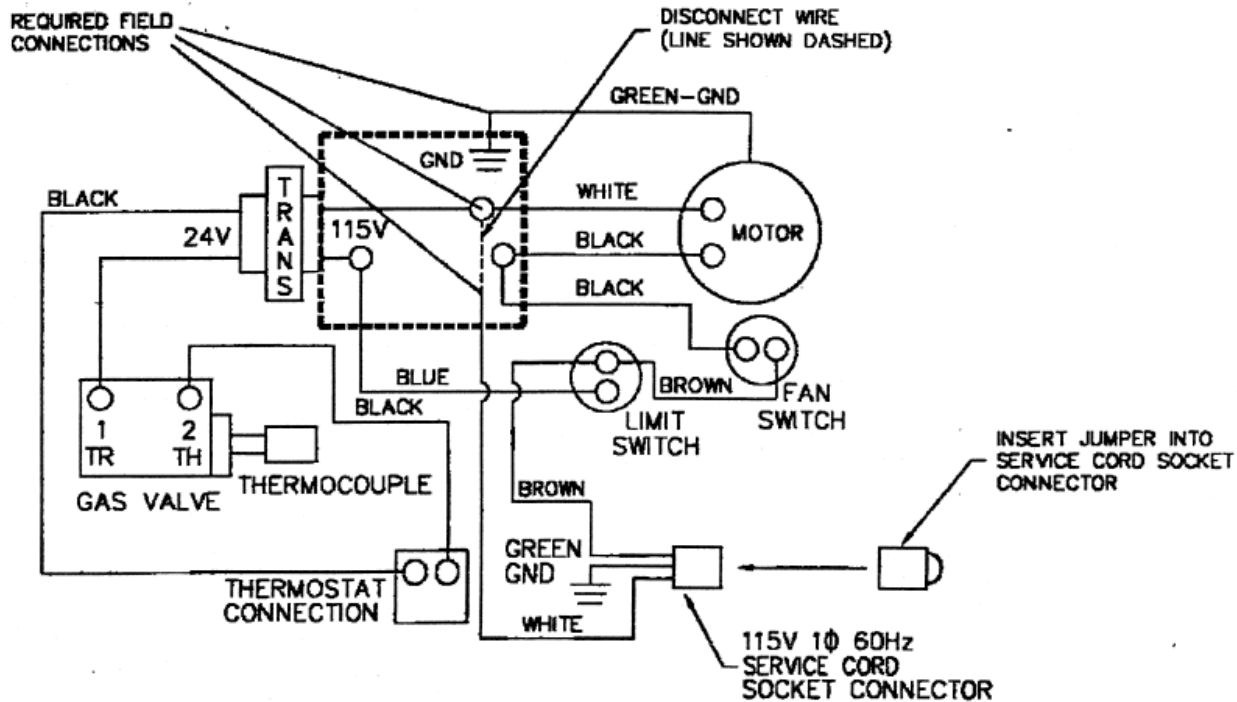 REQUIRED FIELD
CONNECTIONS
DISCONNECT WIRE
(LINE SHOWN DASHED)
GREEN-GND
GND
TRANS
BLACK
24V
115V
WHITE
BLACK
MOTOR
BLACK
BLUE
BROWN
FAN
SWITCH
LIMIT
SWITCH
BLACK
1
TR
2
TH
THERMOCOUPLE
GAS VALVE
BROWN
INSERT JUMPER INTO
SERVICE CORD SOCKET
CONNECTOR
GREEN
GND
THERMOSTAT
CONNECTION
WHITE
115V 1Φ 60Hz
SERVICE CORD
SOCKET CONNECTOR